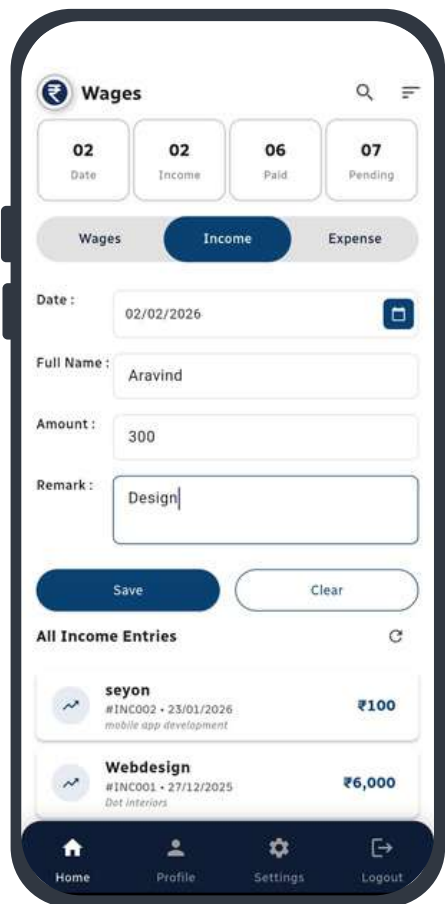 ₹ Wages
02 02 06 07
Date Income Paid Pending
Wages Income Expense
Date : 02/02/2026
Full Name : Aravind
Amount : 300
Remark : Design
Save Clear
All Income Entries
seyon
#INC002 • 23/01/2026 ₹100
mobile app development
Webdesign
#INC001 • 27/12/2025 ₹6,000
Dot interiors
Home Profile Settings Logout